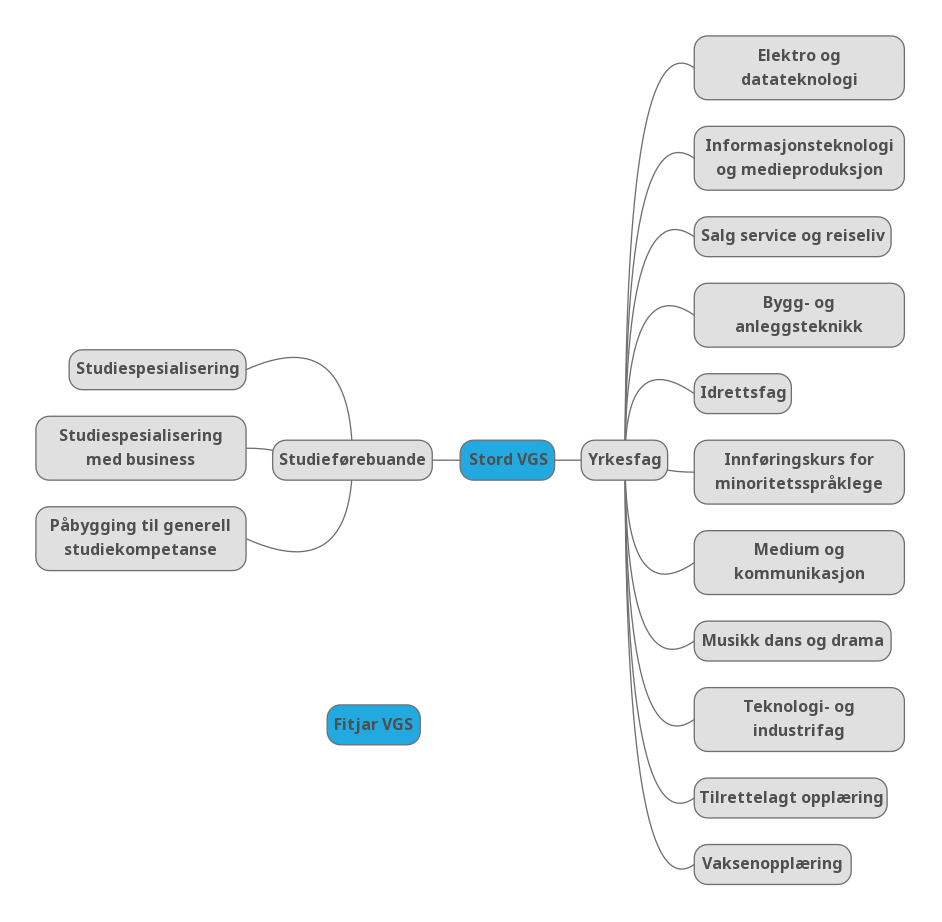 Elektro og
datateknologi
Informasjonsteknologi
og medieproduksjon
Salg service og reiseliv
Bygg- og
anleggsteknikk
Studiespesialisering
Idrettsfag
Studiespesialisering
med business
Studieførebuande
Stord VGS
Yrkesfag
Innføringskurs for
minoritetsspråklege
Påbygging til generell
studiekompetanse
Medium og
kommunikasjon
Musikk dans og drama
Fitjar VGS
Teknologi- og
industrifag
Tilrettelagt opplæring
Vaksenopplæring